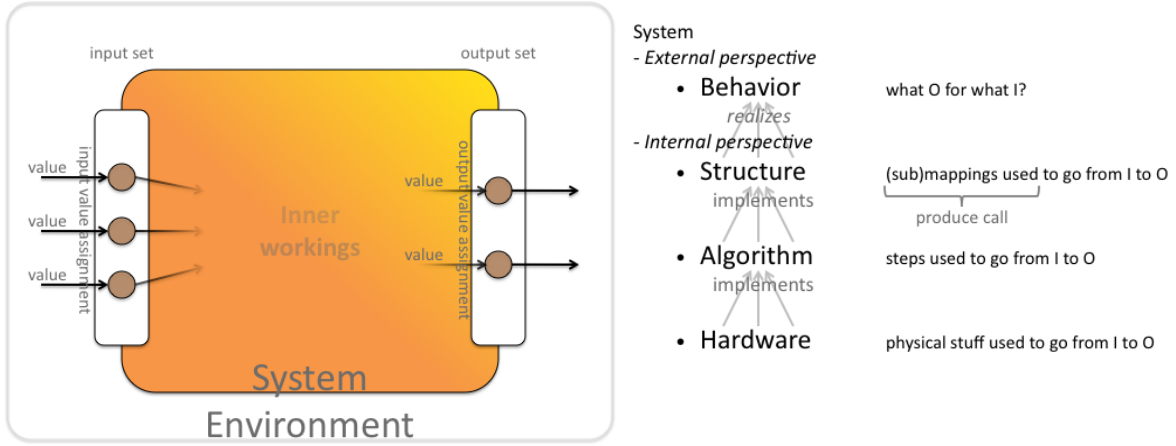 input set
output set
value
value
value
input value assignment
Inner
workings
value
value
output value assignment
System
Environment
System
- External perspective
• Behavior what O for what I?
realizes
- Internal perspective
• Structure (sub)mappings used to go from I to O
implements produce call
• Algorithm steps used to go from I to O
implements
• Hardware physical stuff used to go from I to O